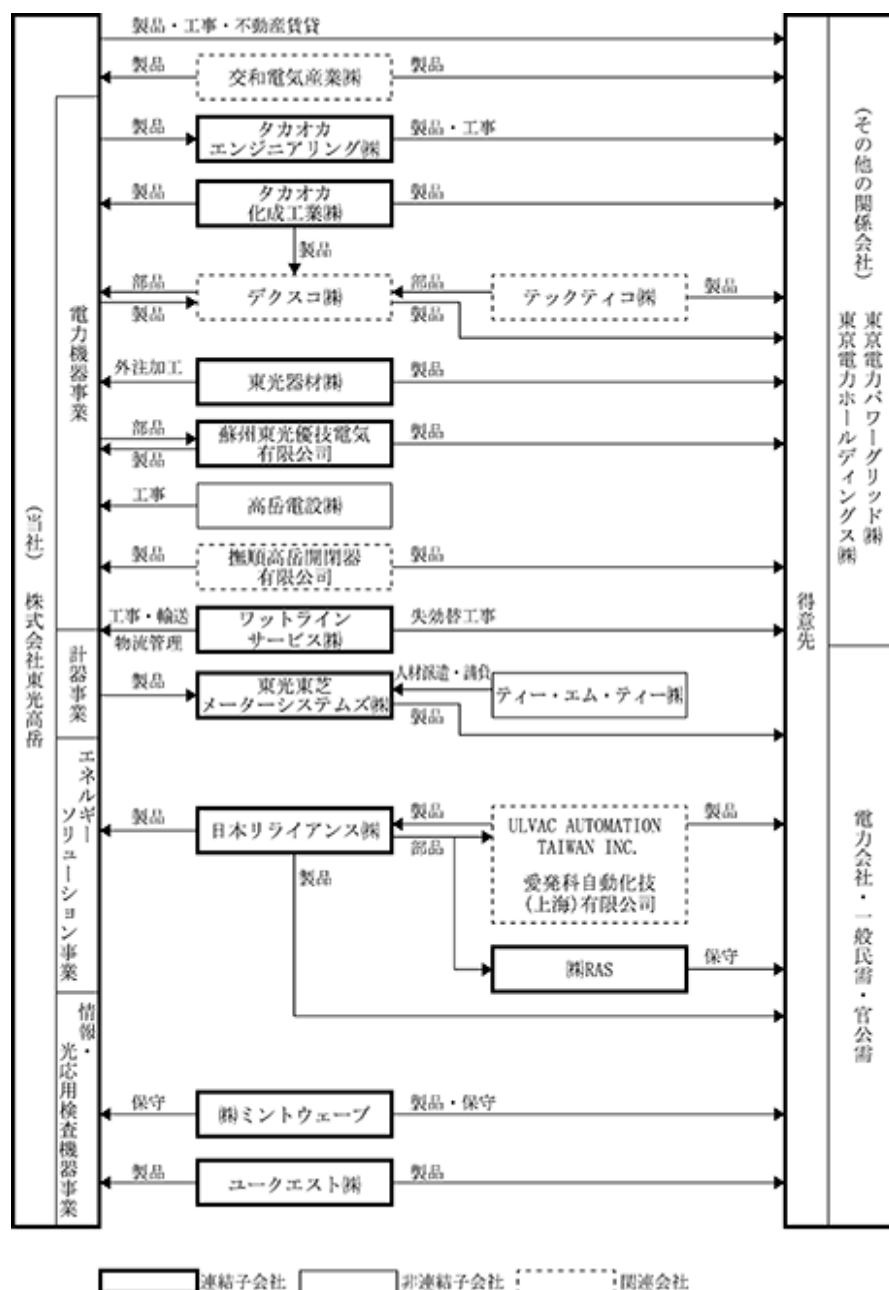 製品・工事・不動産賃貸
製品
交和電気産業㈱
製品
製品
タカオカ
エンジニアリング㈱
製品・工事
製品
タカオカ
化成工業㈱
製品
製品
部品
製品
デクスコ㈱
部品
製品
テックティコ㈱
製品
外注加工
東光器材㈱
製品
部品
製品
蘇州東光優技電気
有限公司
製品
工事
高岳電設㈱
製品
撫順高岳開閉器
有限公司
製品
工事・輸送
物流管理
ワットライン
サービス㈱
失効替工事
製品
東光東芝
メーターシステムズ㈱
人材派遣・請負
製品
ティー・エム・ティー㈱
製品
日本リライアンス㈱
製品
部品
製品
ULVAC AUTOMATION
TAIWAN INC.
愛発科自動化技
(上海)有限公司
製品
㈱RAS
保守
保守
㈱ミントウェーブ
製品・保守
製品
ユークエスト㈱
製品
(当社) 株式会社東光高岳
電力機器事業
計器事業
エネルギー
ソリューション事業
情報・
光応用検査機器事業
得意先
(その他の関係会社)
東京電力パワーグリッド㈱
東京電力ホールディングス㈱
電力会社・一般民需・官公需
連結子会社
非連結子会社
関連会社